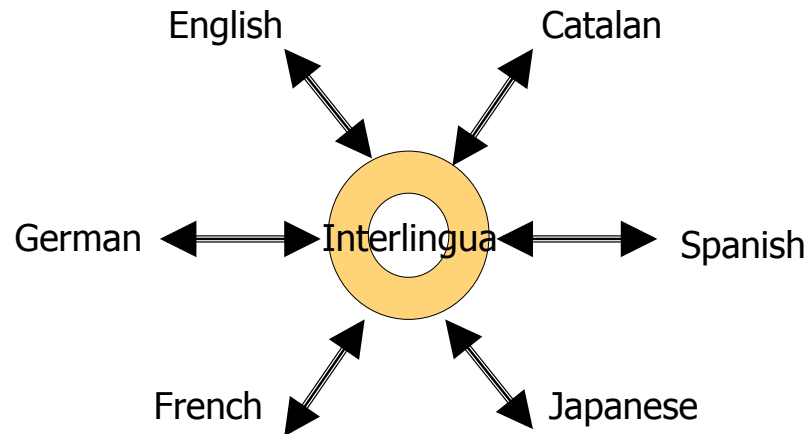 English
Catalan
German
Interlingua
Spanish
French
Japanese